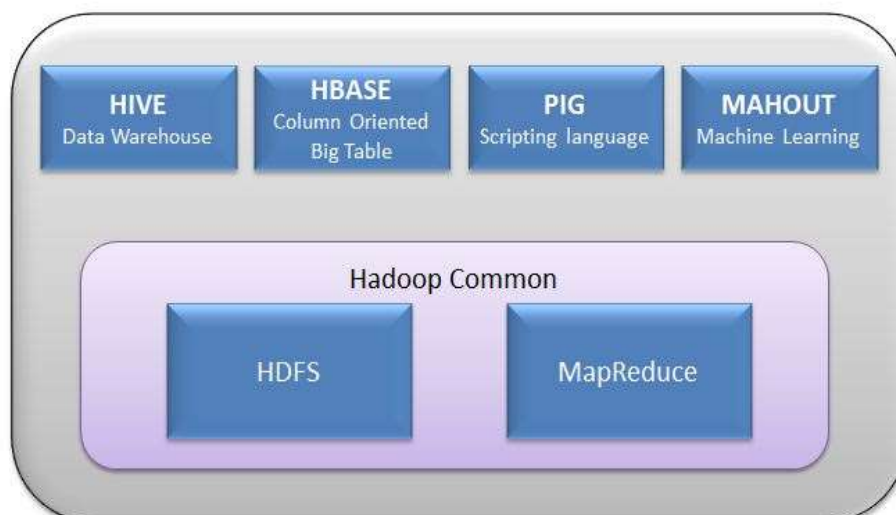 HIVE
Data Warehouse
HBASE
Column Oriented
Big Table
PIG
Scripting language
MAHOUT
Machine Learning
Hadoop Common
HDFS
MapReduce